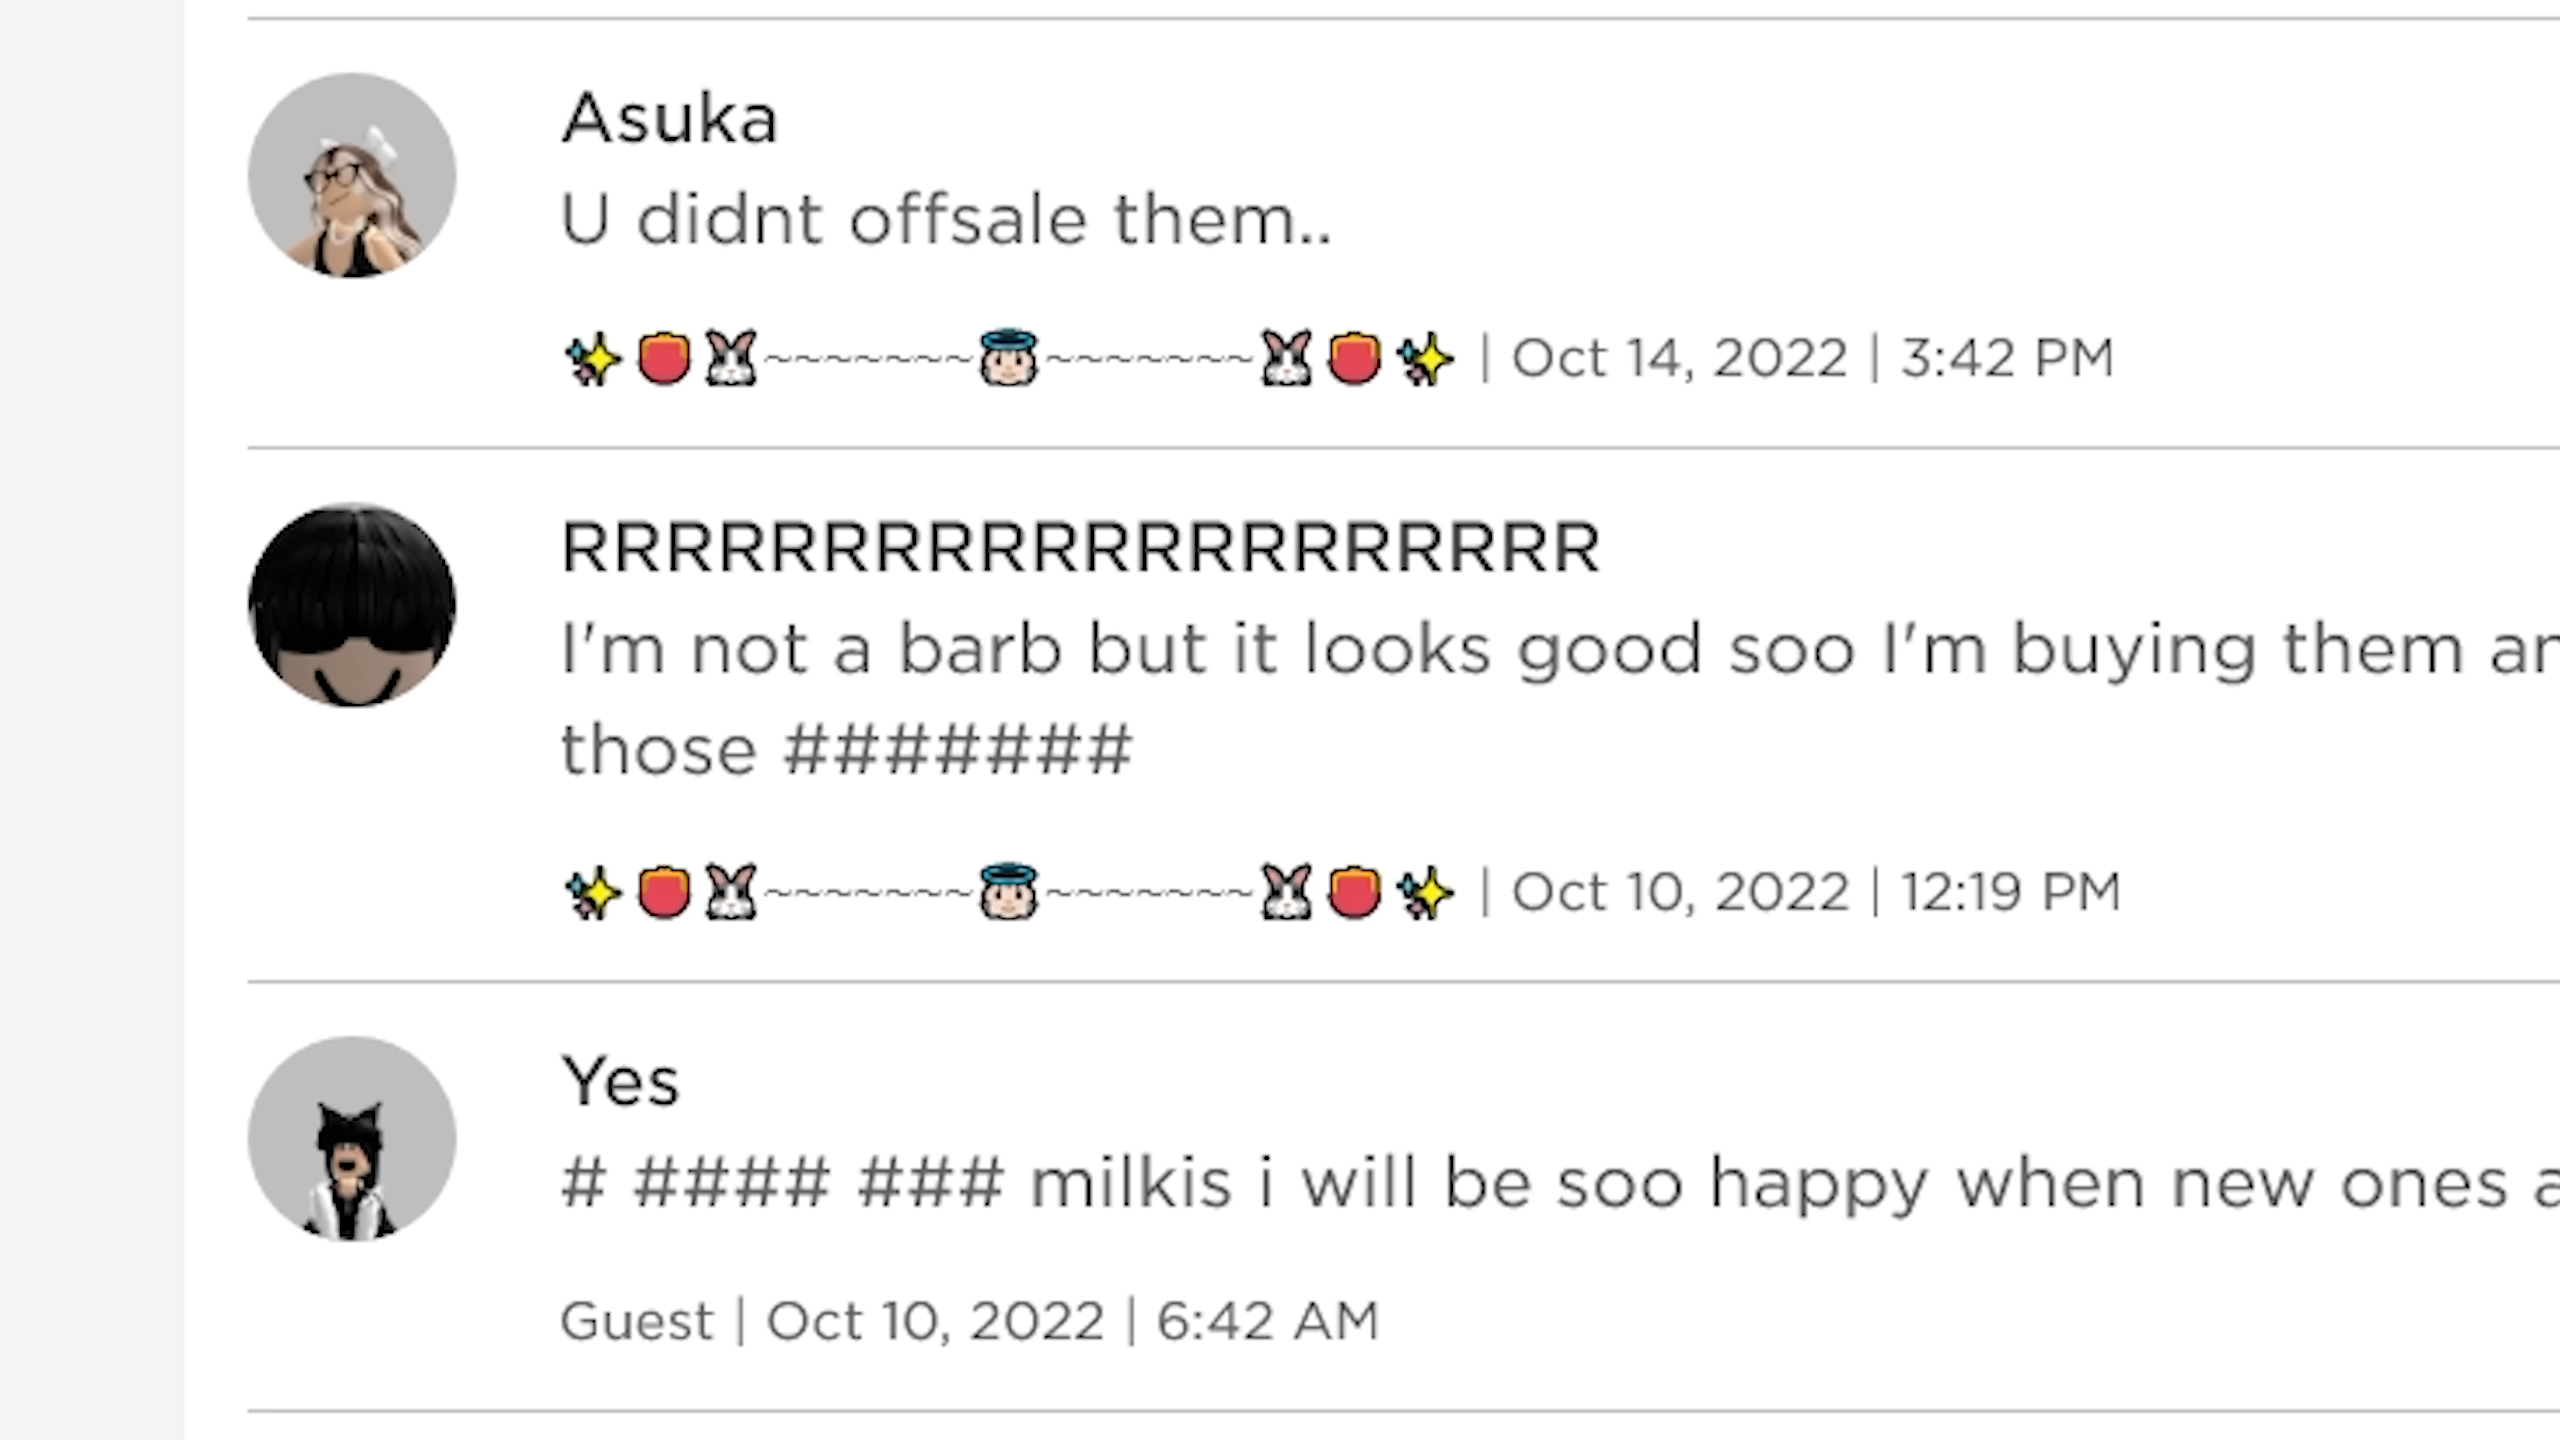 Asuka
U didnt offsale them..
~~~~~~~ ~~~~~~~ | Oct 14, 2022 | 3:42 PM
RRRRRRRRRRRRRRRRRRRR
I'm not a barb but it looks good soo I'm buying them
those #######
~~~~~~~ ~~~~~~~ | Oct 10, 2022 | 12:19 PM
Yes
# #### ### milkis i will be soo happy when new ones
Guest | Oct 10, 2022 | 6:42 AM